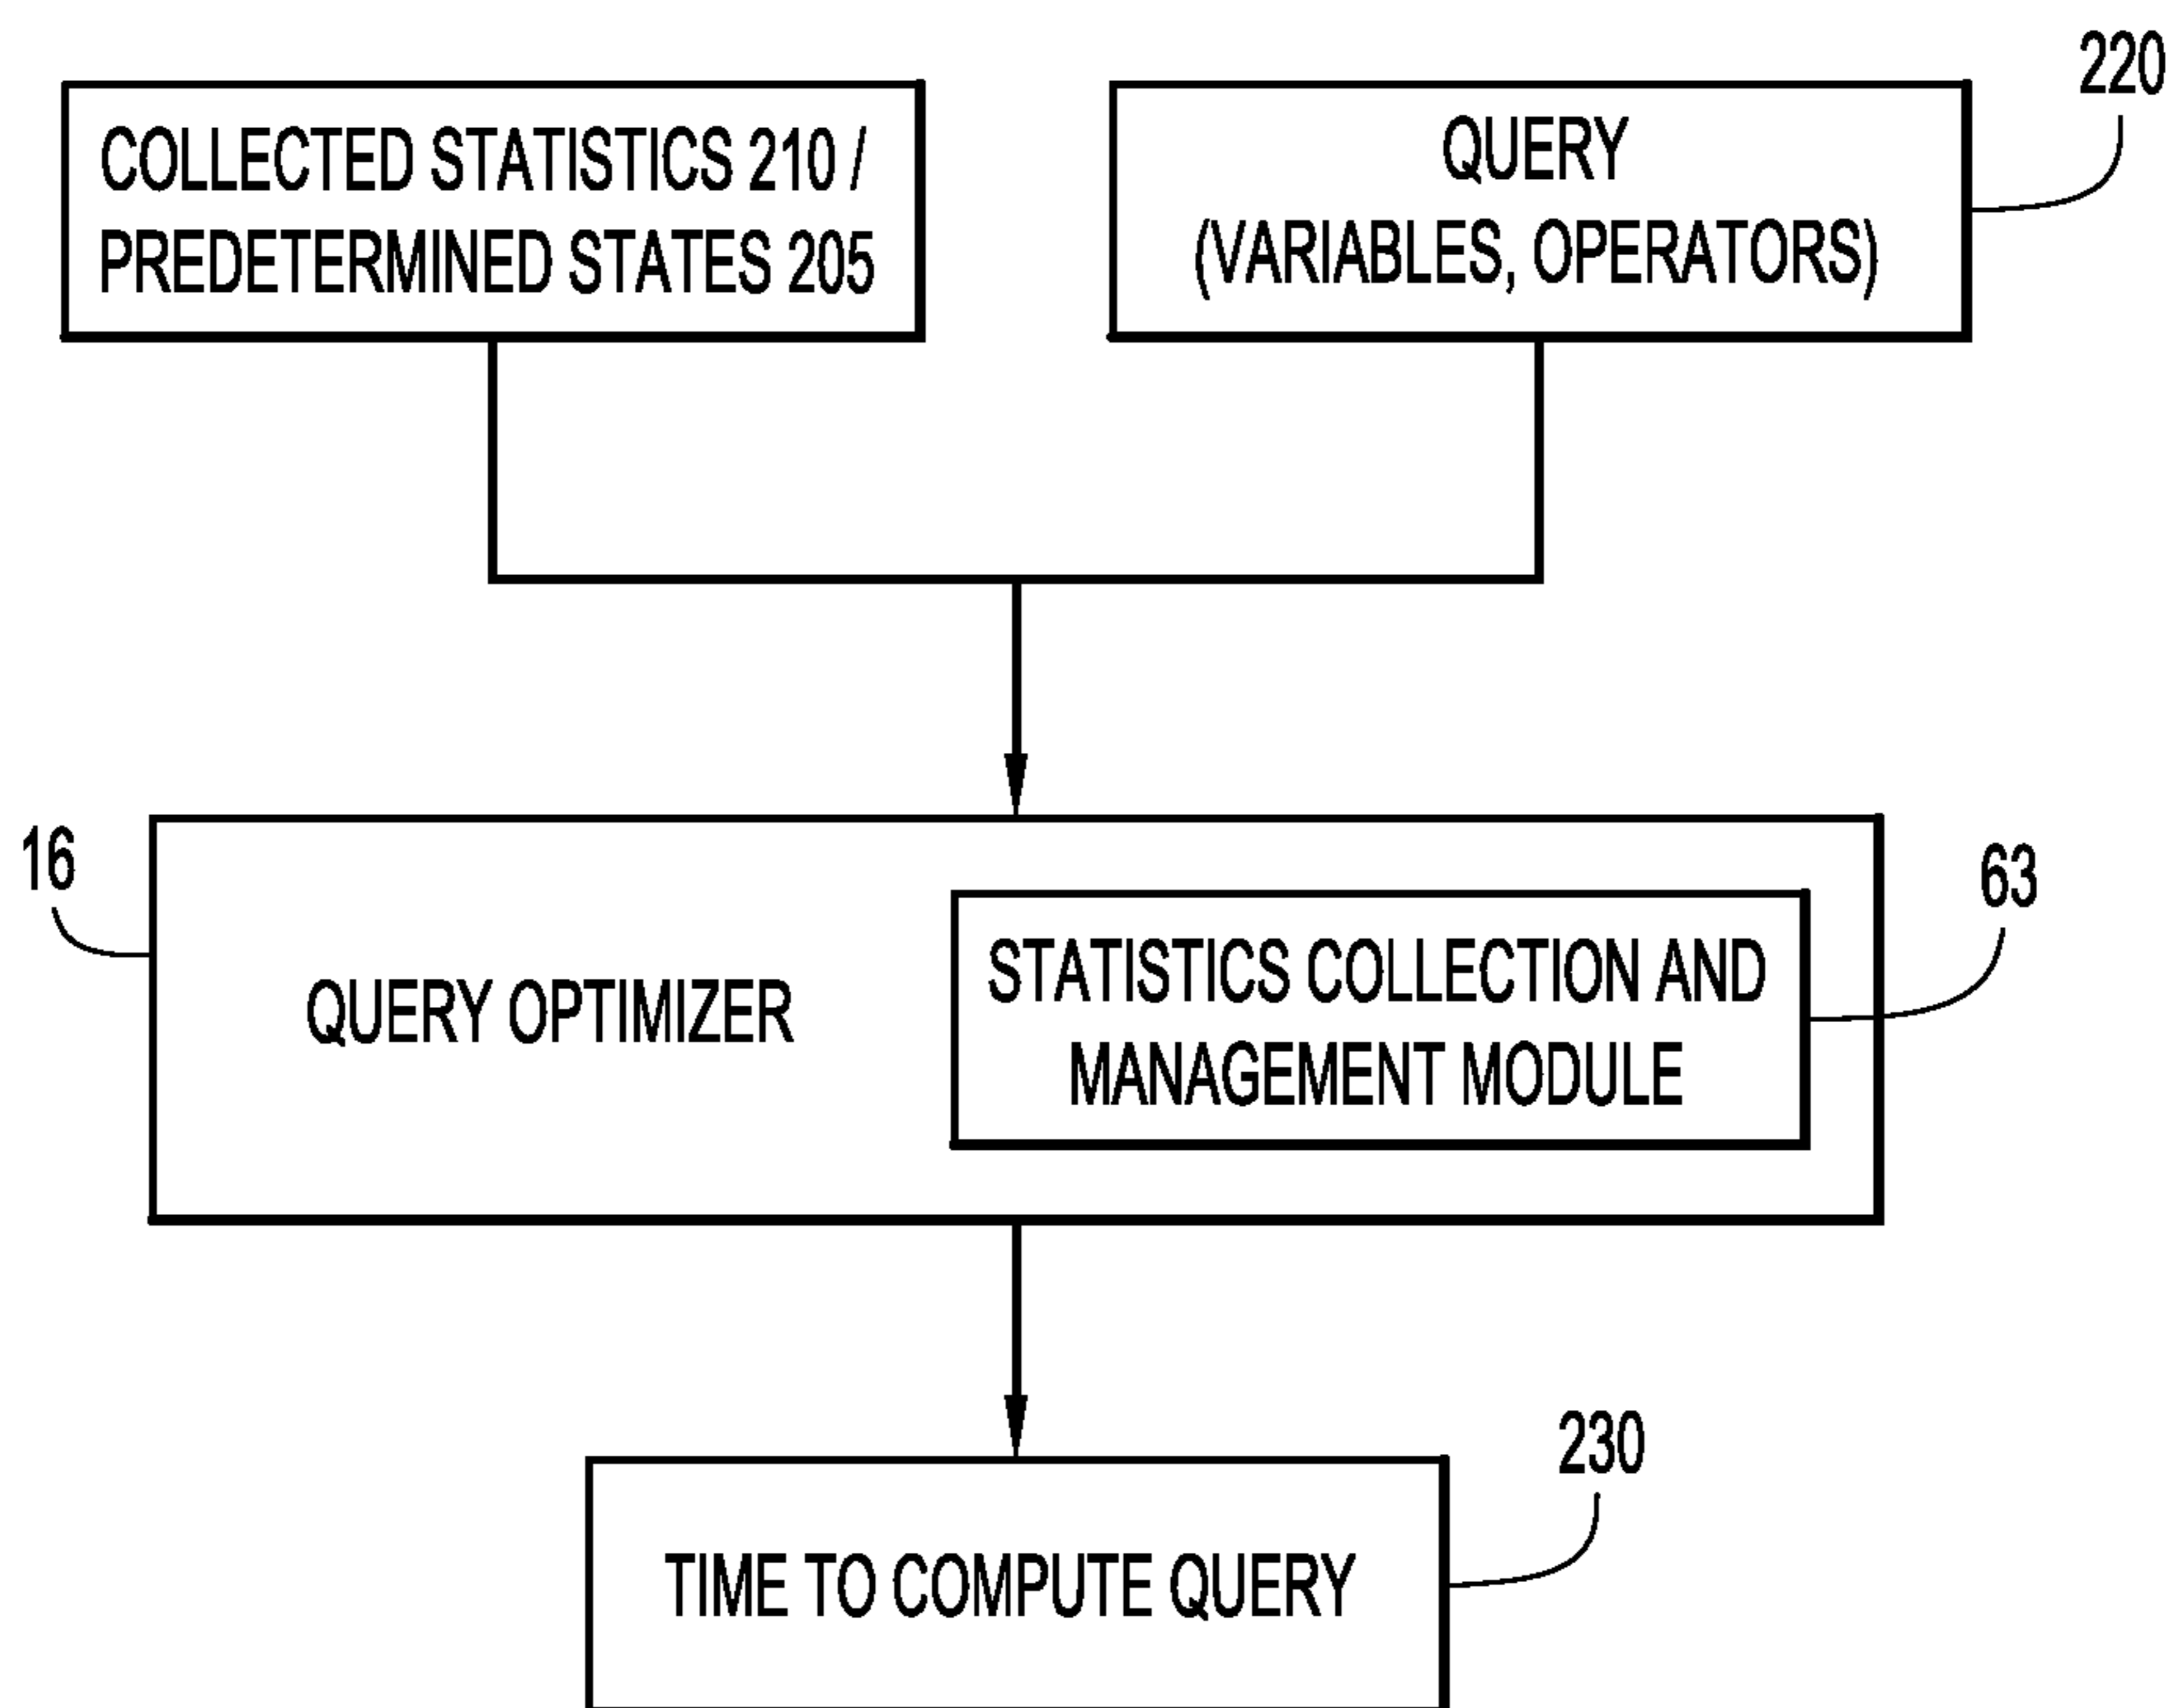 220
COLLECTED STATISTICS 210 /
PREDETERMINED STATES 205
QUERY
(VARIABLES, OPERATORS)
16
63
QUERY OPTIMIZER
STATISTICS COLLECTION AND
MANAGEMENT MODULE
230
TIME TO COMPUTE QUERY